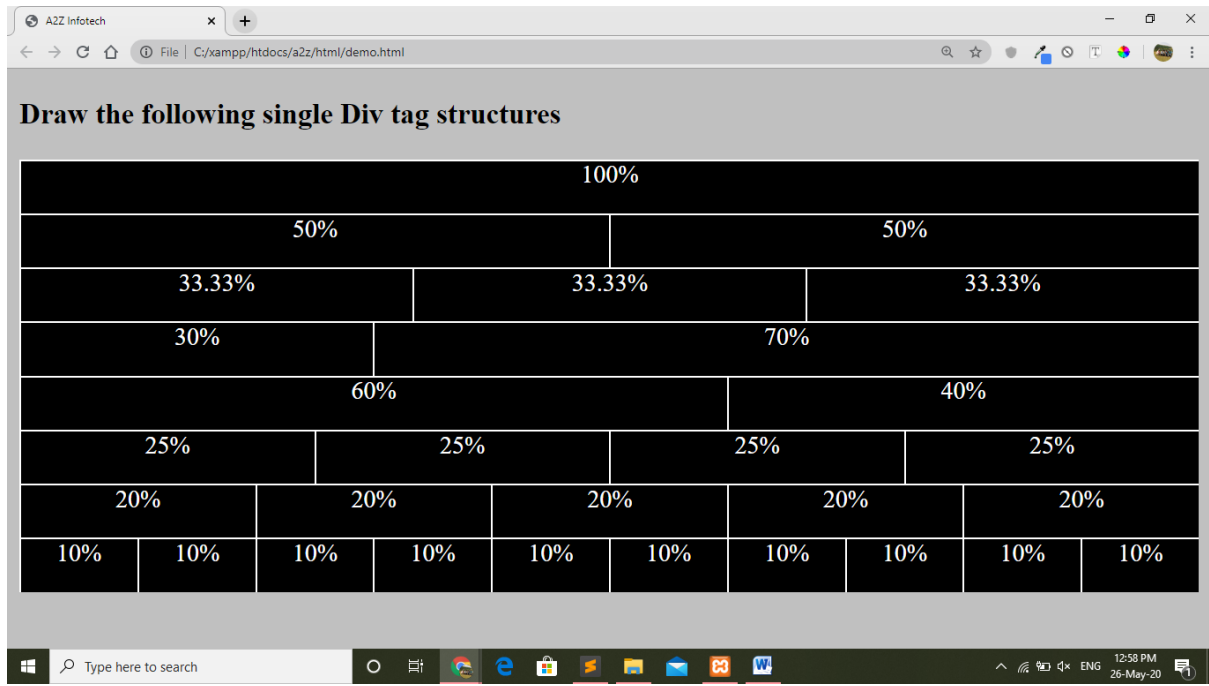 A2Z Infotech
File | C:/xampp/htdocs/a2z/html/demo.html
Draw the following single Div tag structures
100%
50% 50%
33.33% 33.33% 33.33%
30% 70%
60% 40%
25% 25% 25% 25%
20% 20% 20% 20% 20%
10% 10% 10% 10% 10% 10% 10% 10% 10% 10%
Type here to search
ENG
12:58 PM
26-May-20